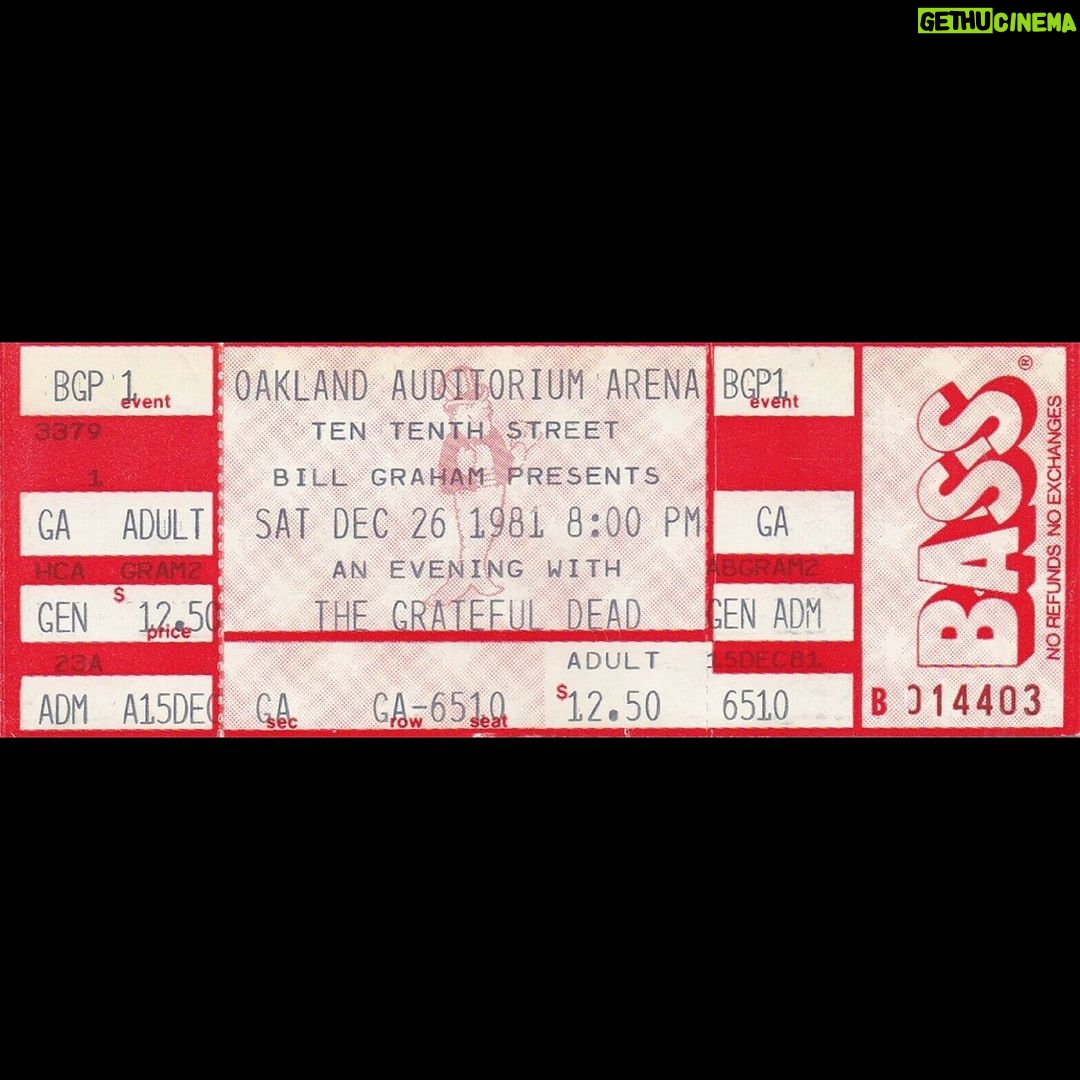 GETHUCINEMA
BGP 1
event
3379
1
GA ADULT
HCA GRAM2
GEN $ 12.50
price
23A
ADM A15DEC
OAKLAND AUDITORIUM ARENA
TEN TENTH STREET
BILL GRAHAM PRESENTS
SAT DEC 26 1981 8:00 PM
AN EVENING WITH
THE GRATEFUL DEAD
ADULT
GA GA-6510 $12.50
sec row seat
BGP1
event
GA
ABGRAM2
GEN ADM
15DEC81
6510
BASS®
NO REFUNDS NO EXCHANGES
B 014403